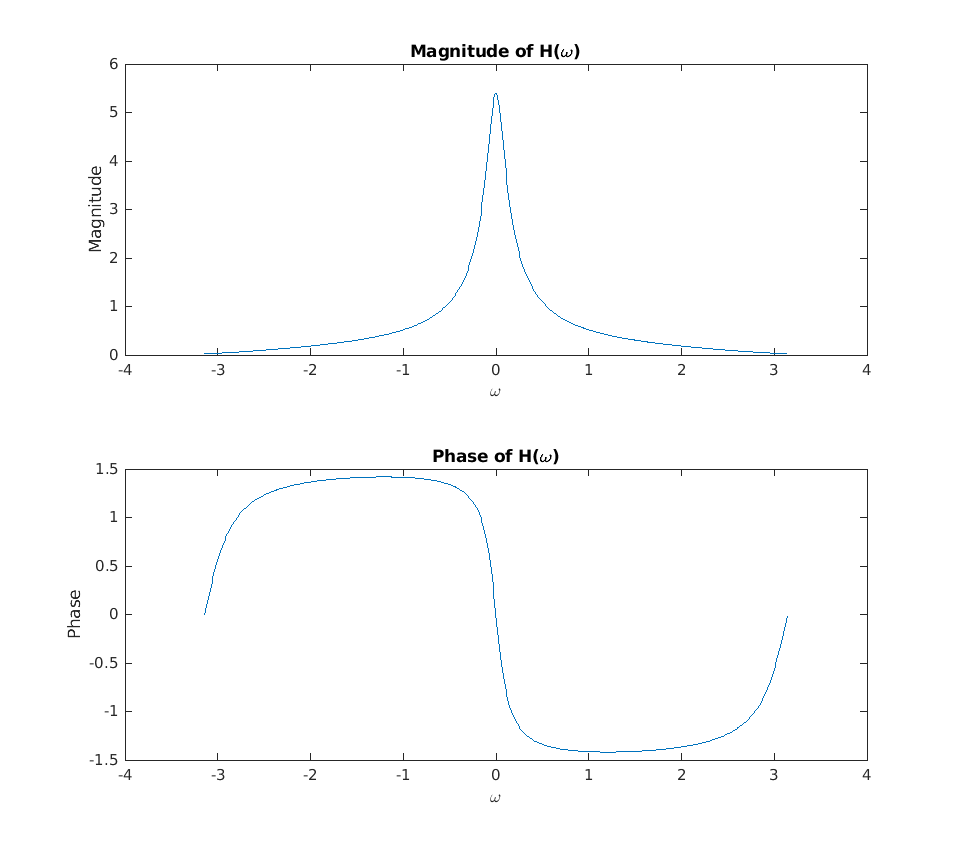 Magnitude of H(ω)
Magnitude
6
5
4
3
2
1
0
-4 -3 -2 -1 0 1 2 3 4
ω
Phase of H(ω)
Phase
1.5
1
0.5
0
-0.5
-1
-1.5
-4 -3 -2 -1 0 1 2 3 4
ω